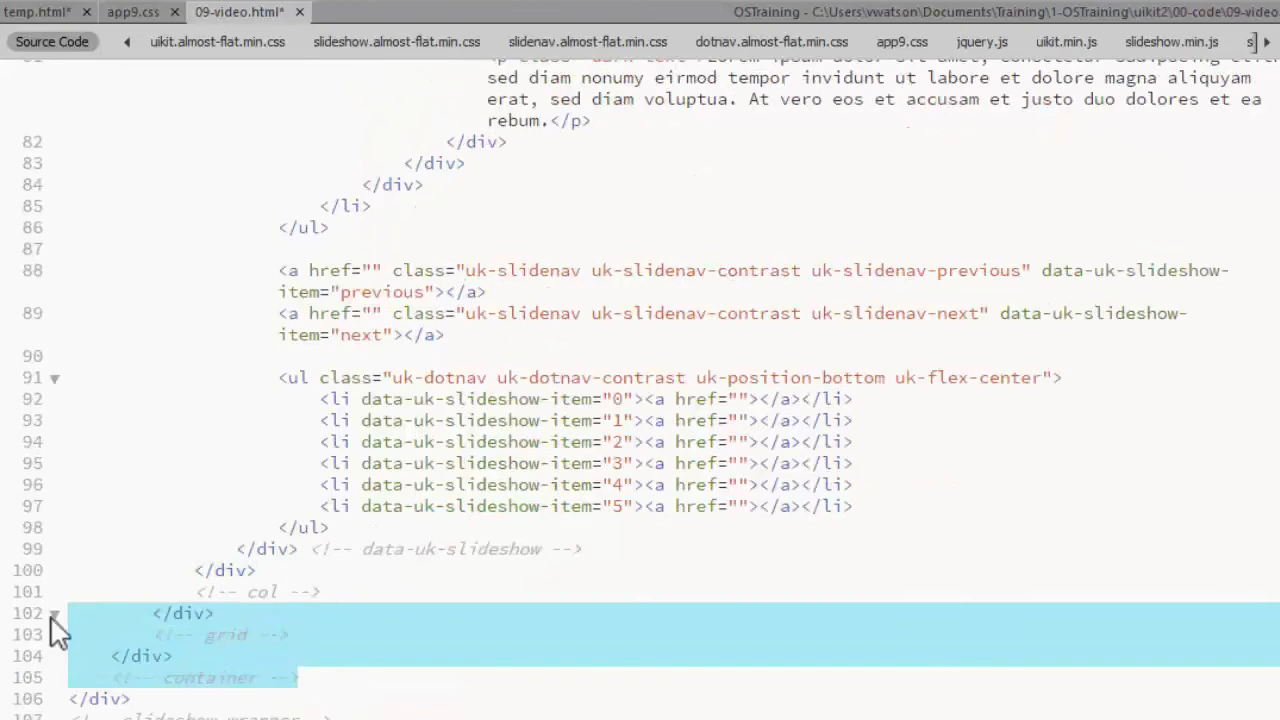 temp.html* × app9.css × 09-video.html* × OSTraining - C:\Users\vwatson\Documents\Training\1-OSTraining\uikit2\00-code\09-video
Source Code uikit.almost-flat.min.css slideshow.almost-flat.min.css slidenav.almost-flat.min.css dotnav.almost-flat.min.css app9.css jquery.js uikit.min.js slideshow.min.js s
sed diam nonumy eirmod tempor invidunt ut labore et dolore magna aliquyam
erat, sed diam voluptua. At vero eos et accusam et justo duo dolores et ea
rebum.</p>
82 </div>
83 </div>
84 </div>
85 </li>
86 </ul>
87
88 <a href="" class="uk-slidenav uk-slidenav-contrast uk-slidenav-previous" data-uk-slideshow-
item="previous"></a>
89 <a href="" class="uk-slidenav uk-slidenav-contrast uk-slidenav-next" data-uk-slideshow-
item="next"></a>
90
91 <ul class="uk-dotnav uk-dotnav-contrast uk-position-bottom uk-flex-center">
92 <li data-uk-slideshow-item="0"><a href=""></a></li>
93 <li data-uk-slideshow-item="1"><a href=""></a></li>
94 <li data-uk-slideshow-item="2"><a href=""></a></li>
95 <li data-uk-slideshow-item="3"><a href=""></a></li>
96 <li data-uk-slideshow-item="4"><a href=""></a></li>
97 <li data-uk-slideshow-item="5"><a href=""></a></li>
98 </ul>
99 </div> <!-- data-uk-slideshow -->
100 </div>
101 <!-- col -->
102 </div>
103 <!-- grid -->
104 </div>
105 <!-- container -->
106 </div>
107 <!-- slideshow-wrapper -->